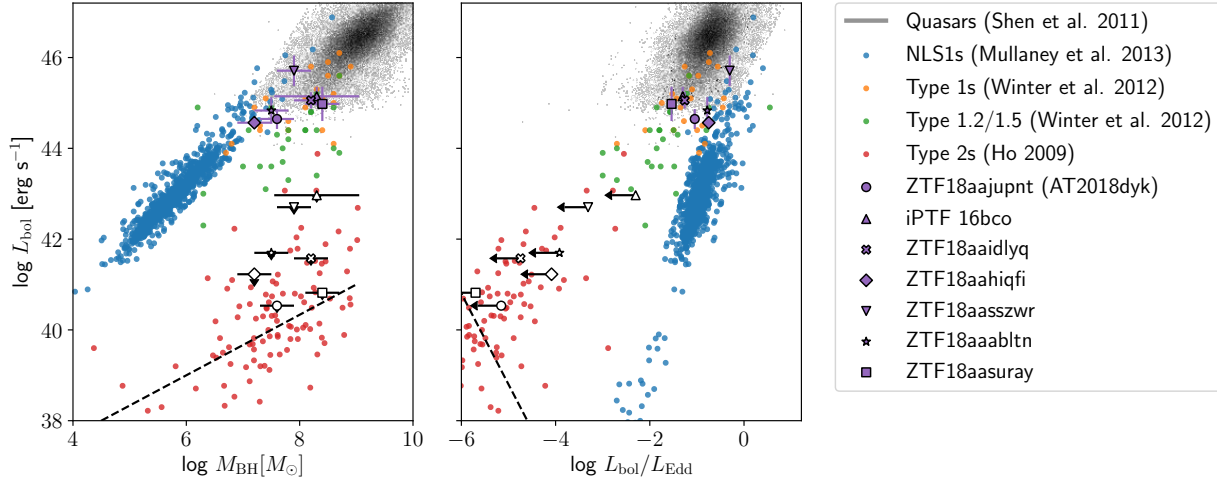 46
44
42
40
38
4
6
8
10
log L_bol [erg s⁻¹]
log M_BH[M_⊙]
−6
−4
−2
0
log L_bol/L_Edd
Quasars (Shen et al. 2011)
NLS1s (Mullaney et al. 2013)
Type 1s (Winter et al. 2012)
Type 1.2/1.5 (Winter et al. 2012)
Type 2s (Ho 2009)
ZTF18aajupnt (AT2018dyk)
iPTF 16bco
ZTF18aaidlyq
ZTF18aahiqfi
ZTF18aasszwr
ZTF18aaabltn
ZTF18aasuray